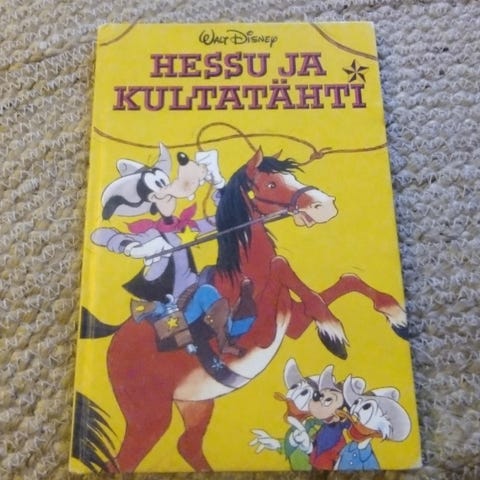 WALT DISNEY
HESSU JA
KULTATÄHTI